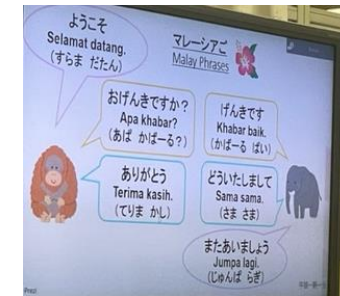 ようこそ
Selamat datang.
(すらま だたん)
マレーシアご
Malay Phrases
おげんきですか?
Apa khabar?
(あぱ かばーる?)
げんきです
Khabar baik.
(かばーる ばい)
ありがとう
Terima kasih.
(てりま かし)
どういたしまして
Sama sama.
(さま さま)
またあいましょう
Jumpa lagi.
(じゅんぱ らぎ)
Prezi